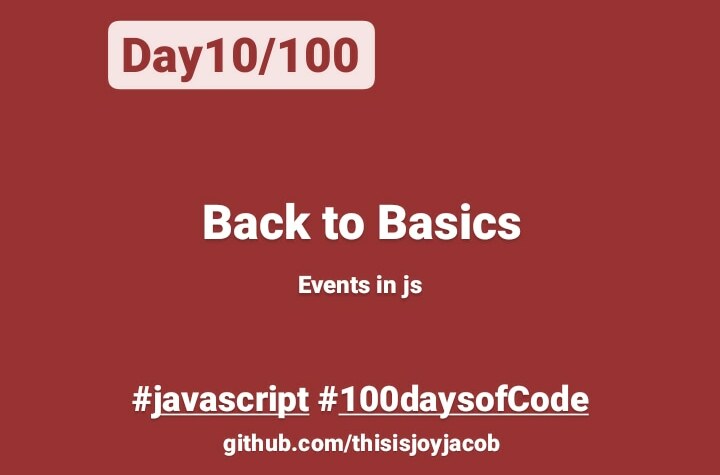 Day10/100
Back to Basics
Events in js
#javascript #100daysofCode
github.com/thisisjoyjacob